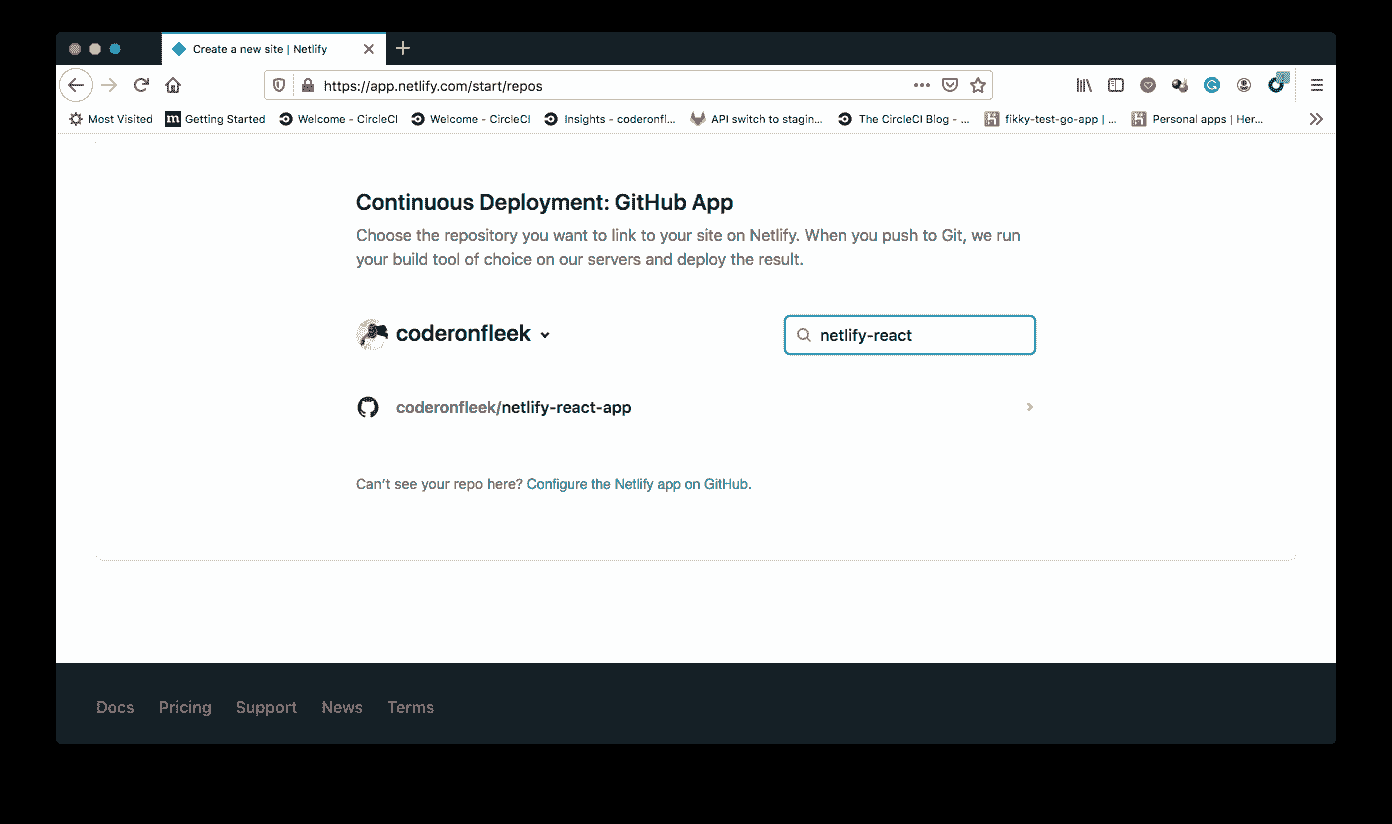 Create a new site | Netlify
https://app.netlify.com/start/repos
Most Visited
m Getting Started
Welcome - CircleCI
Welcome - CircleCI
Insights - coderonfl...
API switch to stagin...
The CircleCI Blog - ...
fikky-test-go-app | ...
Personal apps | Her...
Continuous Deployment: GitHub App
Choose the repository you want to link to your site on Netlify. When you push to Git, we run
your build tool of choice on our servers and deploy the result.
coderonfleek
netlify-react
coderonfleek/netlify-react-app
Can't see your repo here? Configure the Netlify app on GitHub.
Docs Pricing Support News Terms